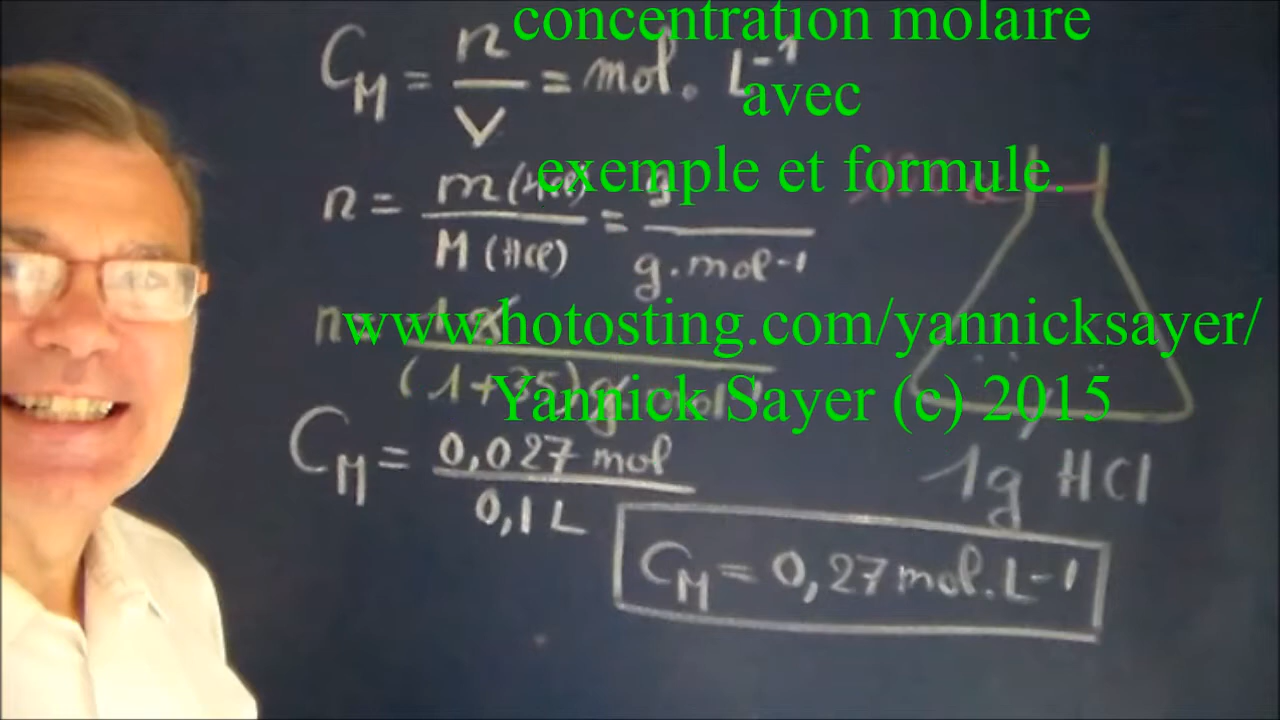 concentration molaire
avec
exemple et formule.
www.hotosting.com/yannicksayer/
Yannick Sayer (c) 2015
C_M = n/V = mol. L⁻¹
n = m(HCl)/M(HCl) = g/g.mol⁻¹
n= 1g
(1+35)g.mol⁻¹
C_M = 0,027 mol
0,1 L
1g HCl
C_M = 0,27 mol.L⁻¹